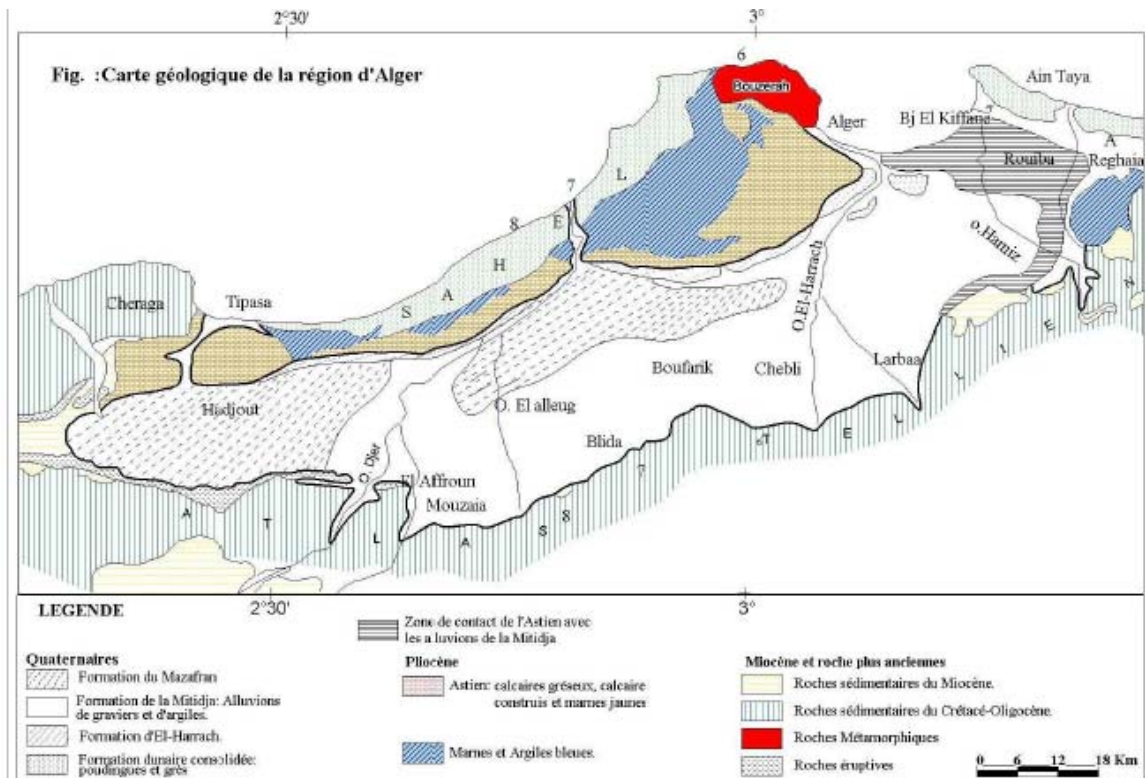 2°30'
3°
Fig. :Carte géologique de la région d'Alger
6
Bouzerah
Ain Taya
Alger
Bj El Kiffane
A
Rouiba
Reghaia
L
7
8
E
H
A
S
o.Hamiz
O.El-Harrach
Cheraga
Tipasa
N
E
I
L
L
E
T
Boufarik
Chebli
Larbaa
Hadjout
O. El alleug
Blida
O. Djer
El Affroun
Mouzaia
7
8
A
T
L
A
S
2°30'
3°
LEGENDE
Zone de contact de l'Astien avec
les a luvions de la Mitidja
Quaternaires
Formation du Mazafran
Formation de la Mitidja: Alluvions
de graviers et d'argiles.
Formation d'El-Harrach.
Formation dunaire consolidée:
poudingues et grès
Pliocène
Astien: calcaires gréseux, calcaire
construis et marnes jaunes
Marnes et Argiles bleues.
Miocène et roche plus anciennes
Roches sédimentaires du Miocène.
Roches sédimentaires du Crétacé-Oligocène.
Roches Métamorphiques
Roches éruptives
0 6 12 18 Km